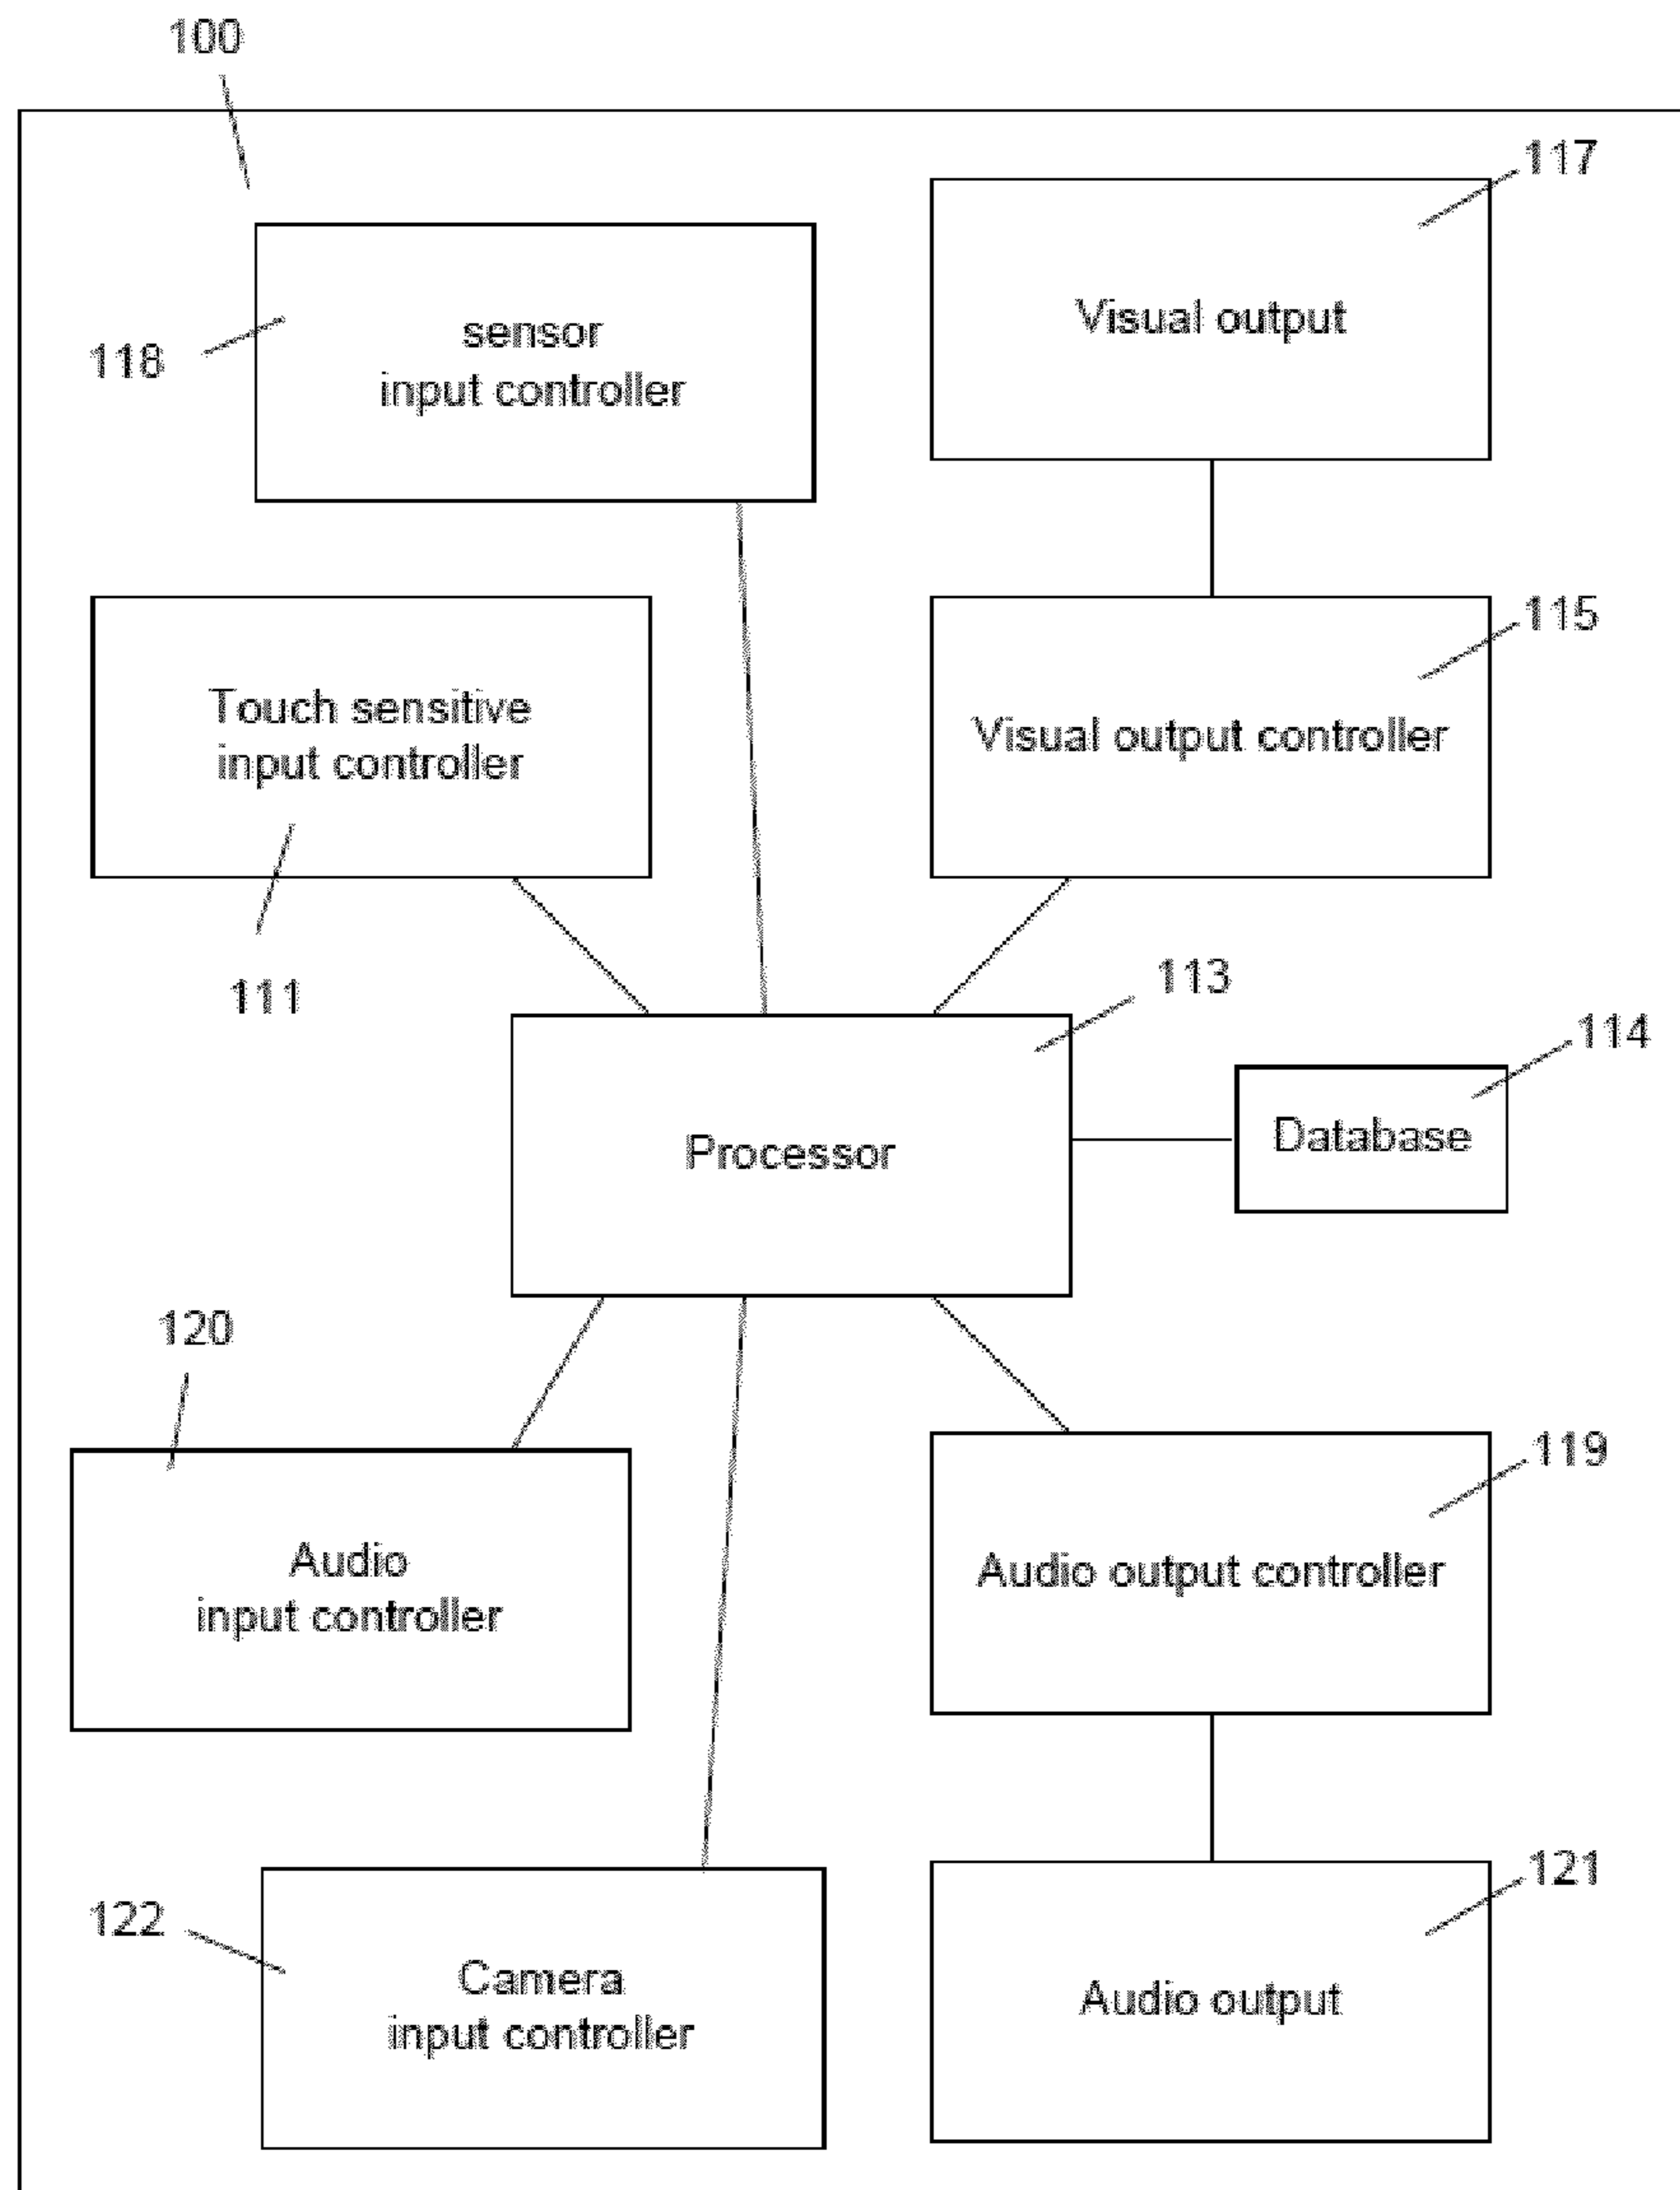 100
117
Visual output
118
sensor
input controller
115
Touch sensitive
input controller
Visual output controller
111
113
114
Processor
Database
120
119
Audio
input controller
Audio output controller
122
121
Camera
input controller
Audio output